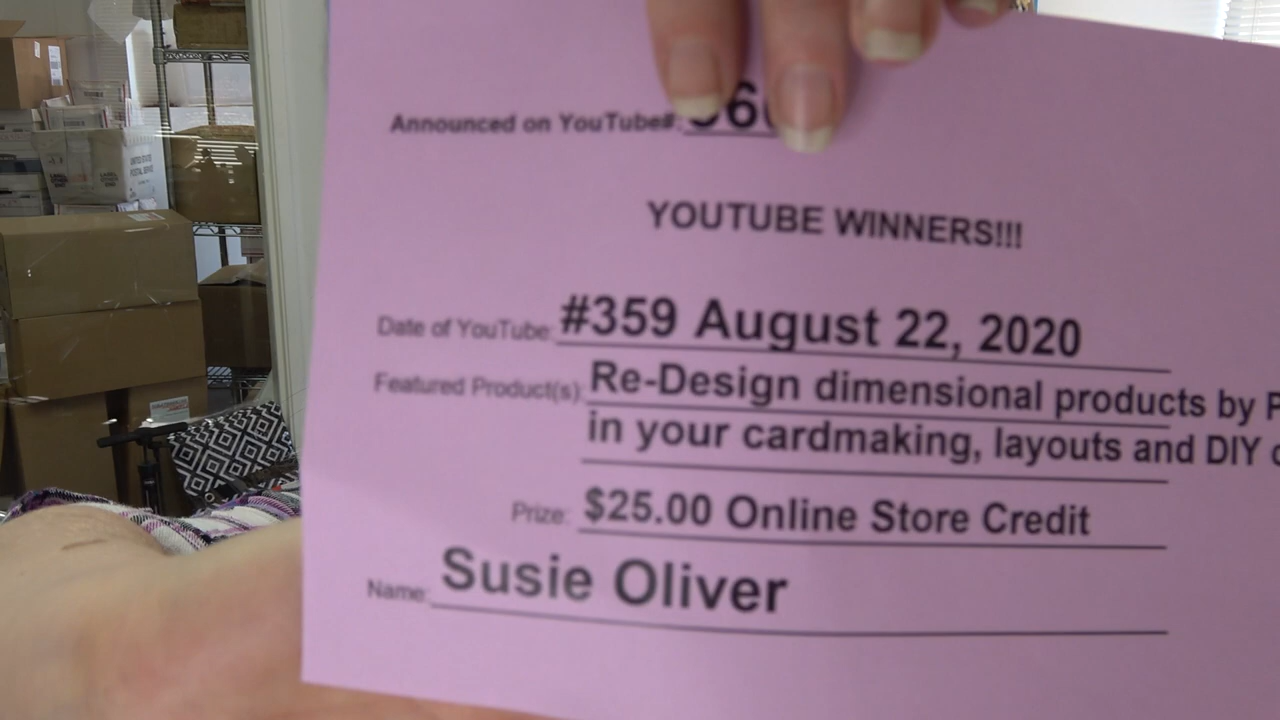 Announced on YouTube#:
YOUTUBE WINNERS!!!
Date of YouTube: #359 August 22, 2020
Featured Product(s): Re-Design dimensional products by
in your cardmaking, layouts and DIY
Prize: $25.00 Online Store Credit
Name: Susie Oliver